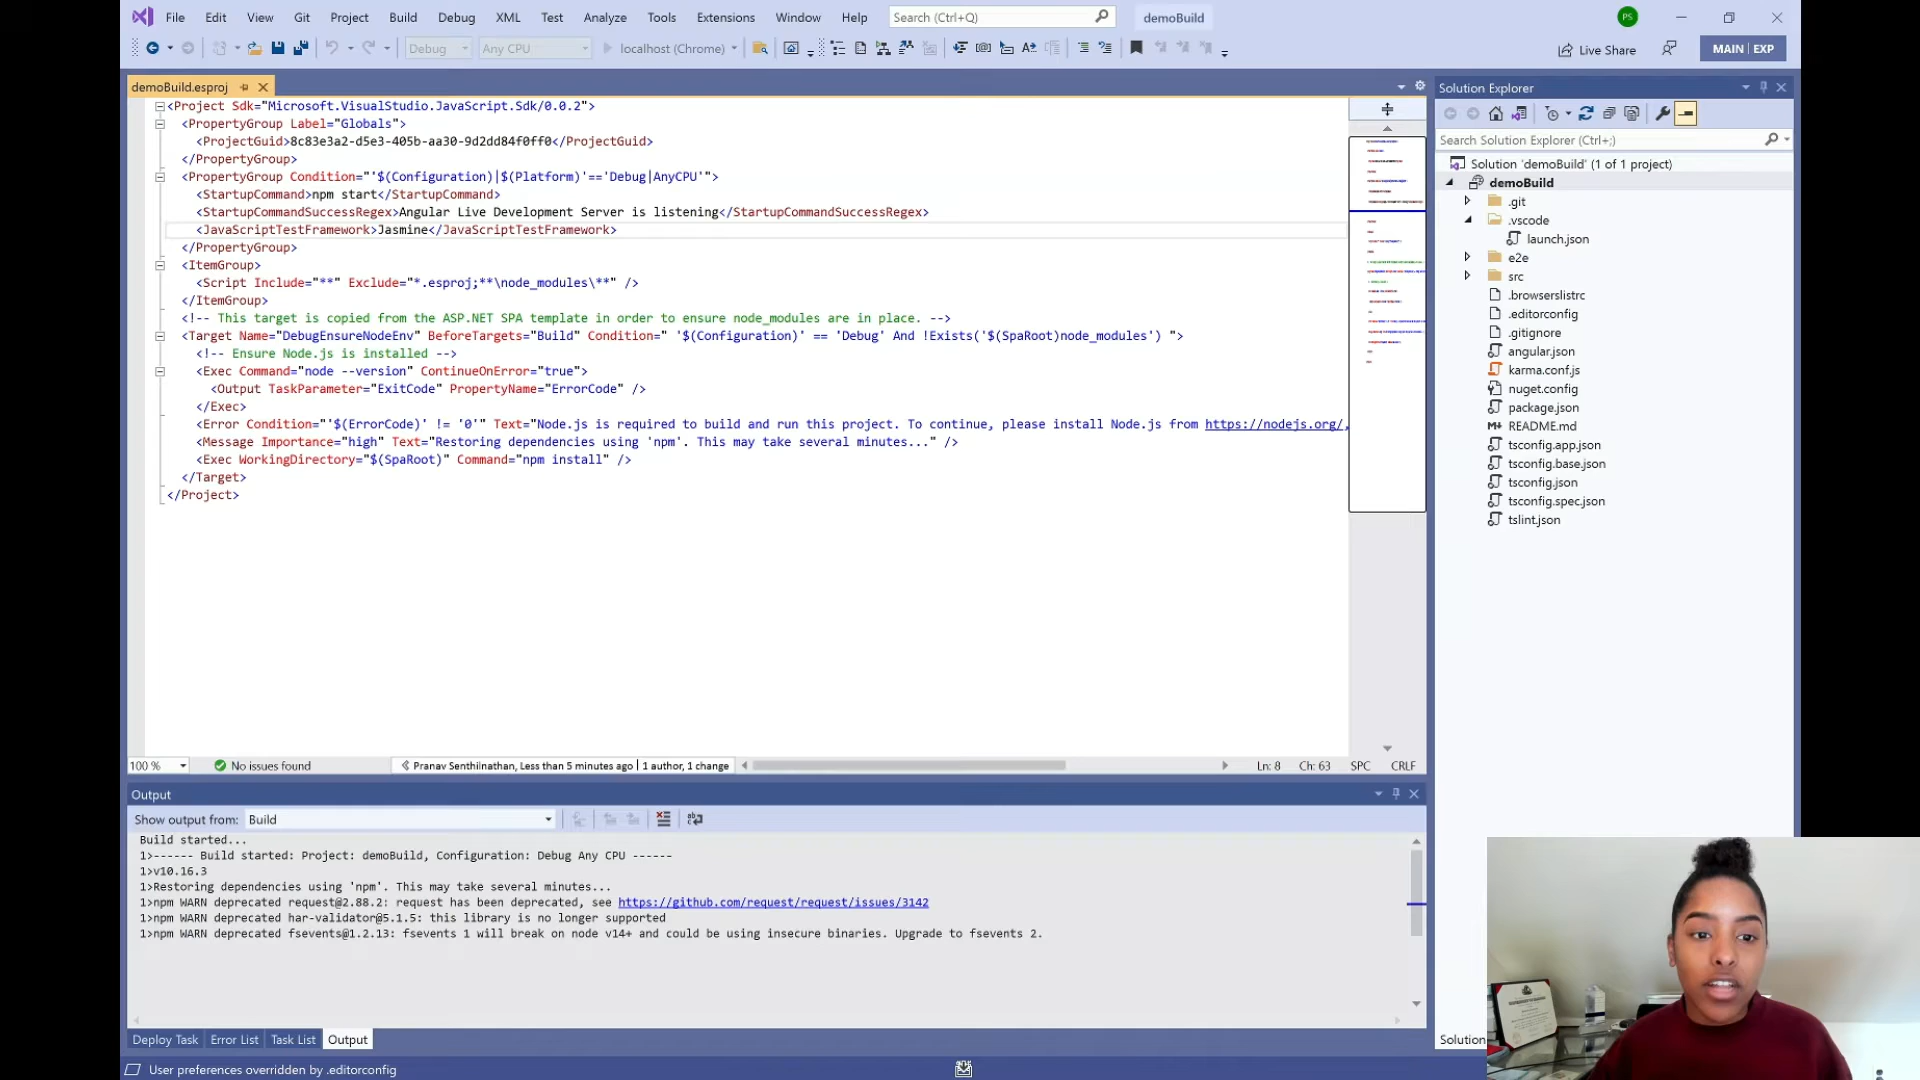 File Edit View Git Project Build Debug XML Test Analyze Tools Extensions Window Help Search (Ctrl+Q) demoBuild PS
Debug Any CPU localhost (Chrome) Live Share MAIN | EXP
demoBuild.esproj
<Project Sdk="Microsoft.VisualStudio.JavaScript.Sdk/0.0.2">
<PropertyGroup Label="Globals">
<ProjectGuid>8c83e3a2-d5e3-405b-aa30-9d2dd84f0ff0</ProjectGuid>
</PropertyGroup>
<PropertyGroup Condition="'$(Configuration)|$(Platform)'=='Debug|AnyCPU'">
<StartupCommand>npm start</StartupCommand>
<StartupCommandSuccessRegex>Angular Live Development Server is listening</StartupCommandSuccessRegex>
<JavaScriptTestFramework>Jasmine</JavaScriptTestFramework>
</PropertyGroup>
<ItemGroup>
<Script Include="**" Exclude="*.esproj;**\node_modules\**" />
</ItemGroup>
<!-- This target is copied from the ASP.NET SPA template in order to ensure node_modules are in place. -->
<Target Name="DebugEnsureNodeEnv" BeforeTargets="Build" Condition=" '$(Configuration)' == 'Debug' And !Exists('$(SpaRoot)node_modules') ">
<!-- Ensure Node.js is installed -->
<Exec Command="node --version" ContinueOnError="true">
<Output TaskParameter="ExitCode" PropertyName="ErrorCode" />
</Exec>
<Error Condition="'$(ErrorCode)' != '0'" Text="Node.js is required to build and run this project. To continue, please install Node.js from https://nodejs.org/,
<Message Importance="high" Text="Restoring dependencies using 'npm'. This may take several minutes..." />
<Exec WorkingDirectory="$(SpaRoot)" Command="npm install" />
</Target>
</Project>
100 % No issues found Pranav Senthilnathan, Less than 5 minutes ago | 1 author, 1 change Ln: 8 Ch: 63 SPC CRLF
Output
Show output from: Build
Build started...
1>------ Build started: Project: demoBuild, Configuration: Debug Any CPU ------
1>v10.16.3
1>Restoring dependencies using 'npm'. This may take several minutes...
1>npm WARN deprecated request@2.88.2: request has been deprecated, see https://github.com/request/request/issues/3142
1>npm WARN deprecated har-validator@5.1.5: this library is no longer supported
1>npm WARN deprecated fsevents@1.2.13: fsevents 1 will break on node v14+ and could be using insecure binaries. Upgrade to fsevents 2.
Deploy Task Error List Task List Output
User preferences overridden by .editorconfig
Solution Explorer
Search Solution Explorer (Ctrl+;)
Solution 'demoBuild' (1 of 1 project)
demoBuild
.git
.vscode
launch.json
e2e
src
.browserslistrc
.editorconfig
.gitignore
angular.json
karma.conf.js
nuget.config
package.json
README.md
tsconfig.app.json
tsconfig.base.json
tsconfig.json
tsconfig.spec.json
tslint.json
Solution